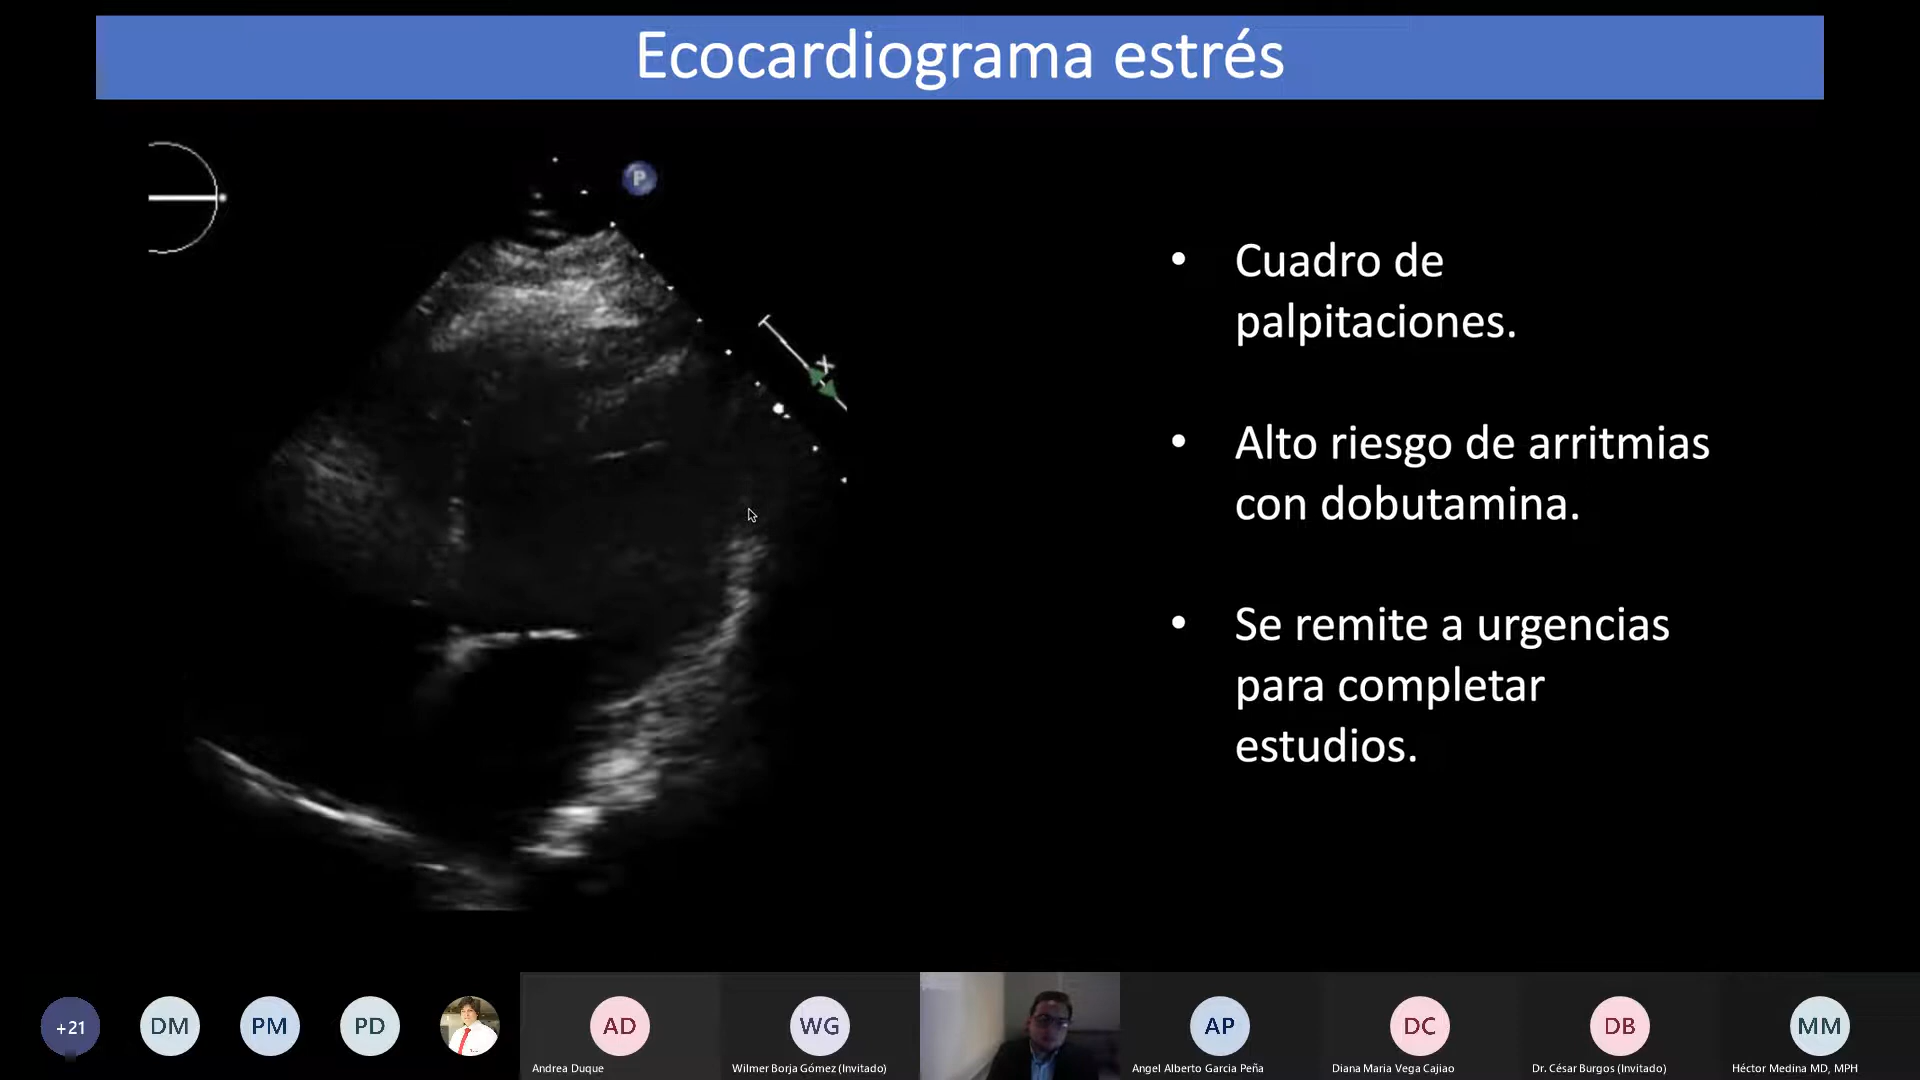 Ecocardiograma estrés
P
• Cuadro de
palpitaciones.
• Alto riesgo de arritmias
con dobutamina.
• Se remite a urgencias
para completar
estudios.
+21
DM
PM
PD
AD
WG
AP
DC
DB
MM
Andrea Duque
Wilmer Borja Gómez (Invitado)
Angel Alberto Garcia Peña
Diana Maria Vega Cajiao
Dr. César Burgos (Invitado)
Héctor Medina MD, MPH